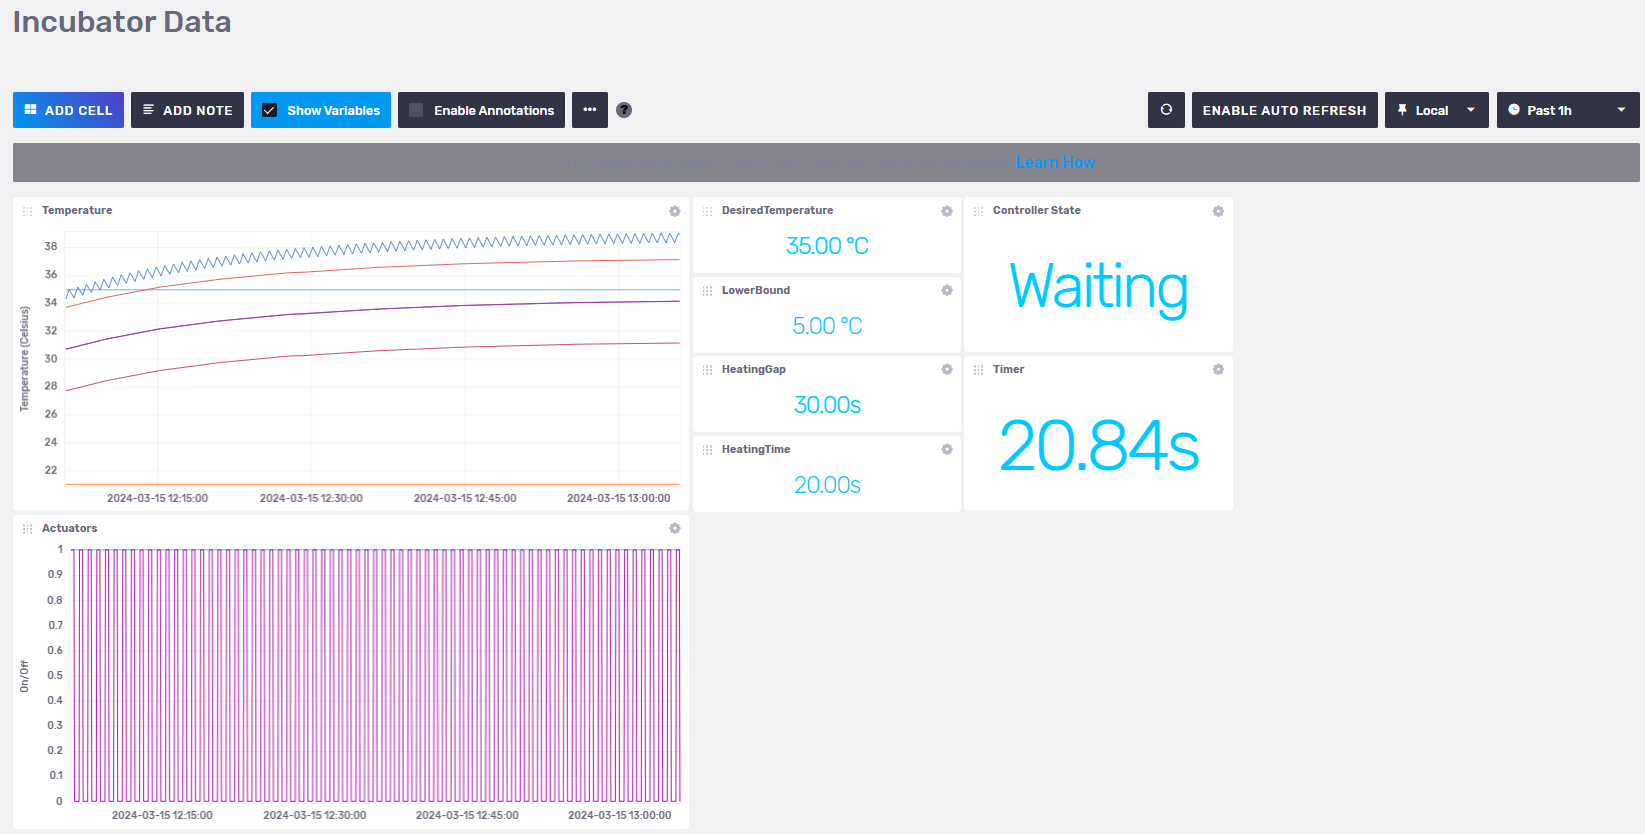 Incubator Data
ADD CELL
ADD NOTE
Show Variables
Enable Annotations
?
ENABLE AUTO REFRESH
Local
Past 1h
Learn How
Temperature
Temperature (Celsius)
38
36
34
32
30
28
26
24
22
2024-03-15 12:15:00
2024-03-15 12:30:00
2024-03-15 12:45:00
2024-03-15 13:00:00
DesiredTemperature
35.00 °C
LowerBound
5.00 °C
HeatingGap
30.00s
HeatingTime
20.00s
Controller State
Waiting
Timer
20.84s
Actuators
On/Off
1
0.9
0.8
0.7
0.6
0.5
0.4
0.3
0.2
0.1
0
2024-03-15 12:15:00
2024-03-15 12:30:00
2024-03-15 12:45:00
2024-03-15 13:00:00